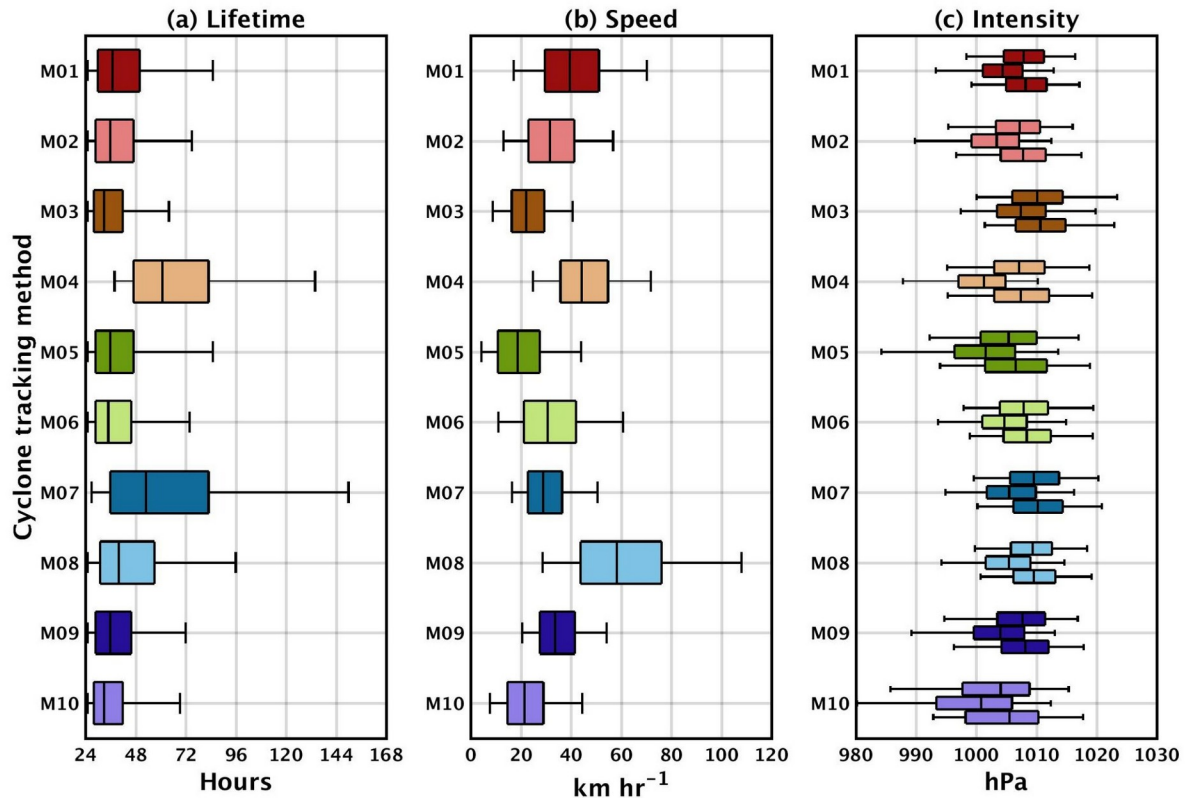 (a) Lifetime
(b) Speed
(c) Intensity
Cyclone tracking method
M01
M02
M03
M04
M05
M06
M07
M08
M09
M10
24 48 72 96 120 144 168
Hours
M01
M02
M03
M04
M05
M06
M07
M08
M09
M10
0 20 40 60 80 100 120
km hr⁻¹
M01
M02
M03
M04
M05
M06
M07
M08
M09
M10
980 990 1000 1010 1020 1030
hPa